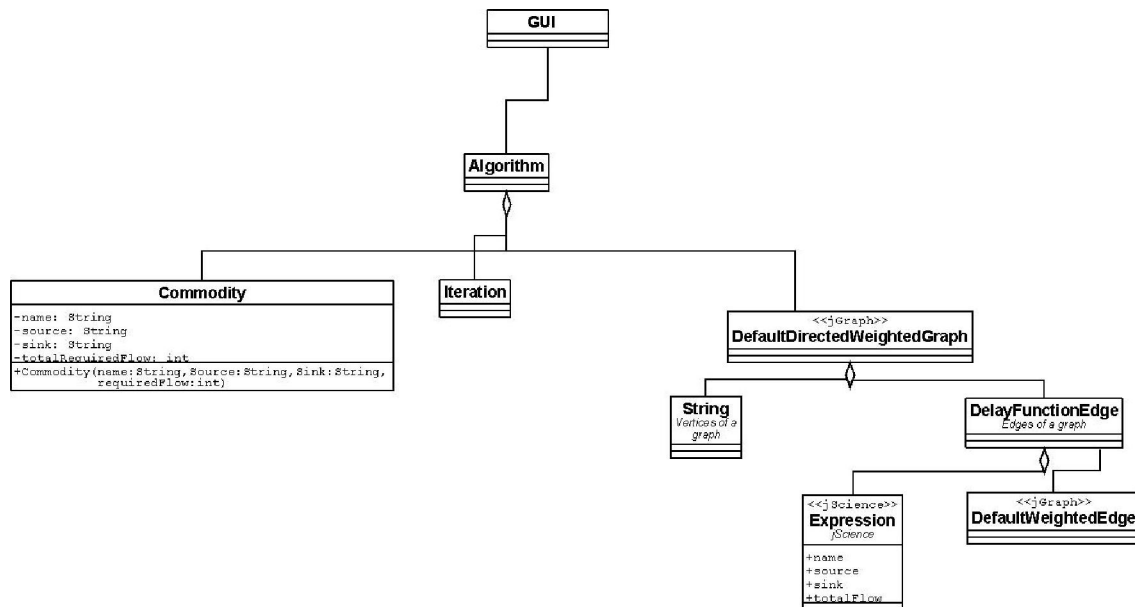 GUI
Algorithm
Commodity
-name: String
-source: String
-sink: String
-totalRequiredFlow: int
+Commodity(name:String,Source:String,Sink:String,
requiredFlow:int)
Iteration
<<jGraph>>
DefaultDirectedWeightedGraph
String
Vertices of a
graph
DelayFunctionEdge
Edges of a graph
<<jScience>>
Expression
jScience
+name
+source
+sink
+totalFlow
<<jGraph>>
DefaultWeightedEdge